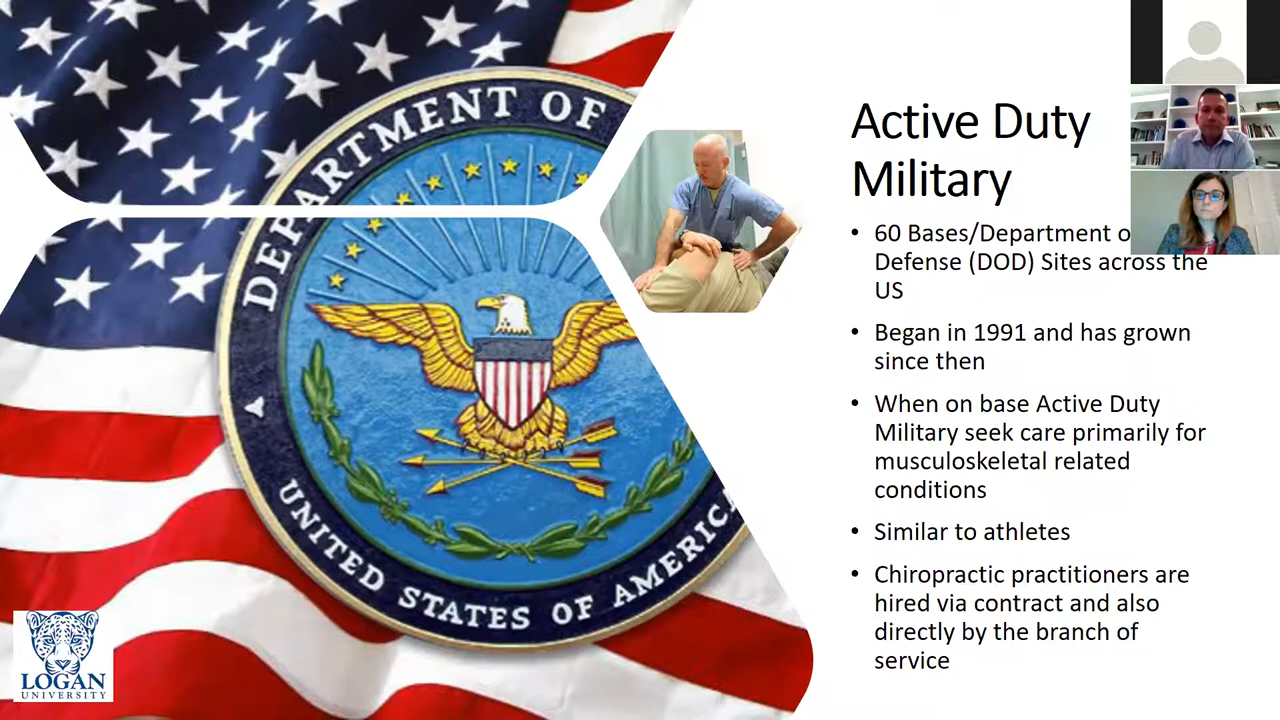 DEPARTMENT OF
UNITED STATES OF AMERICA
Active Duty
Military
• 60 Bases/Department o
Defense (DOD) Sites across the
US
• Began in 1991 and has grown
since then
• When on base Active Duty
Military seek care primarily for
musculoskeletal related
conditions
• Similar to athletes
• Chiropractic practitioners are
hired via contract and also
directly by the branch of
service
LOGAN
UNIVERSITY